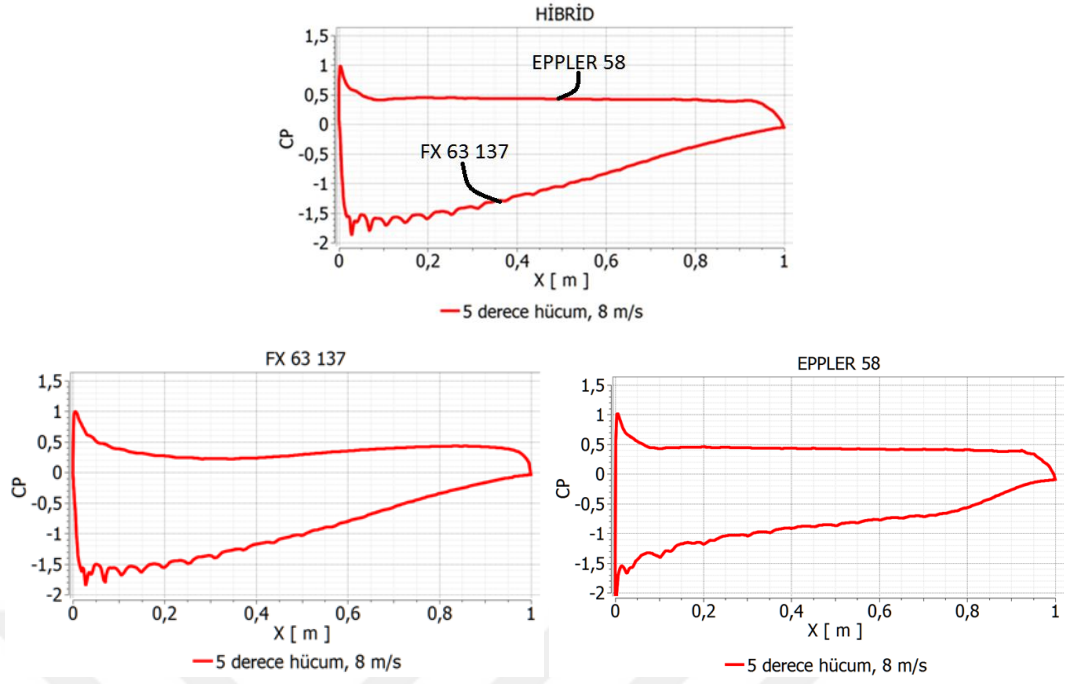 HİBRİD
1,5
1
0,5
0
-0,5
-1
-1,5
-2
CP
EPPLER 58
FX 63 137
0 0,2 0,4 0,6 0,8 1
X [ m ]
5 derece hücum, 8 m/s
FX 63 137
1,5
1
0,5
0
-0,5
-1
-1,5
-2
CP
0 0,2 0,4 0,6 0,8 1
X [ m ]
5 derece hücum, 8 m/s
EPPLER 58
1,5
1
0,5
0
-0,5
-1
-1,5
-2
CP
0 0,2 0,4 0,6 0,8 1
X [ m ]
5 derece hücum, 8 m/s